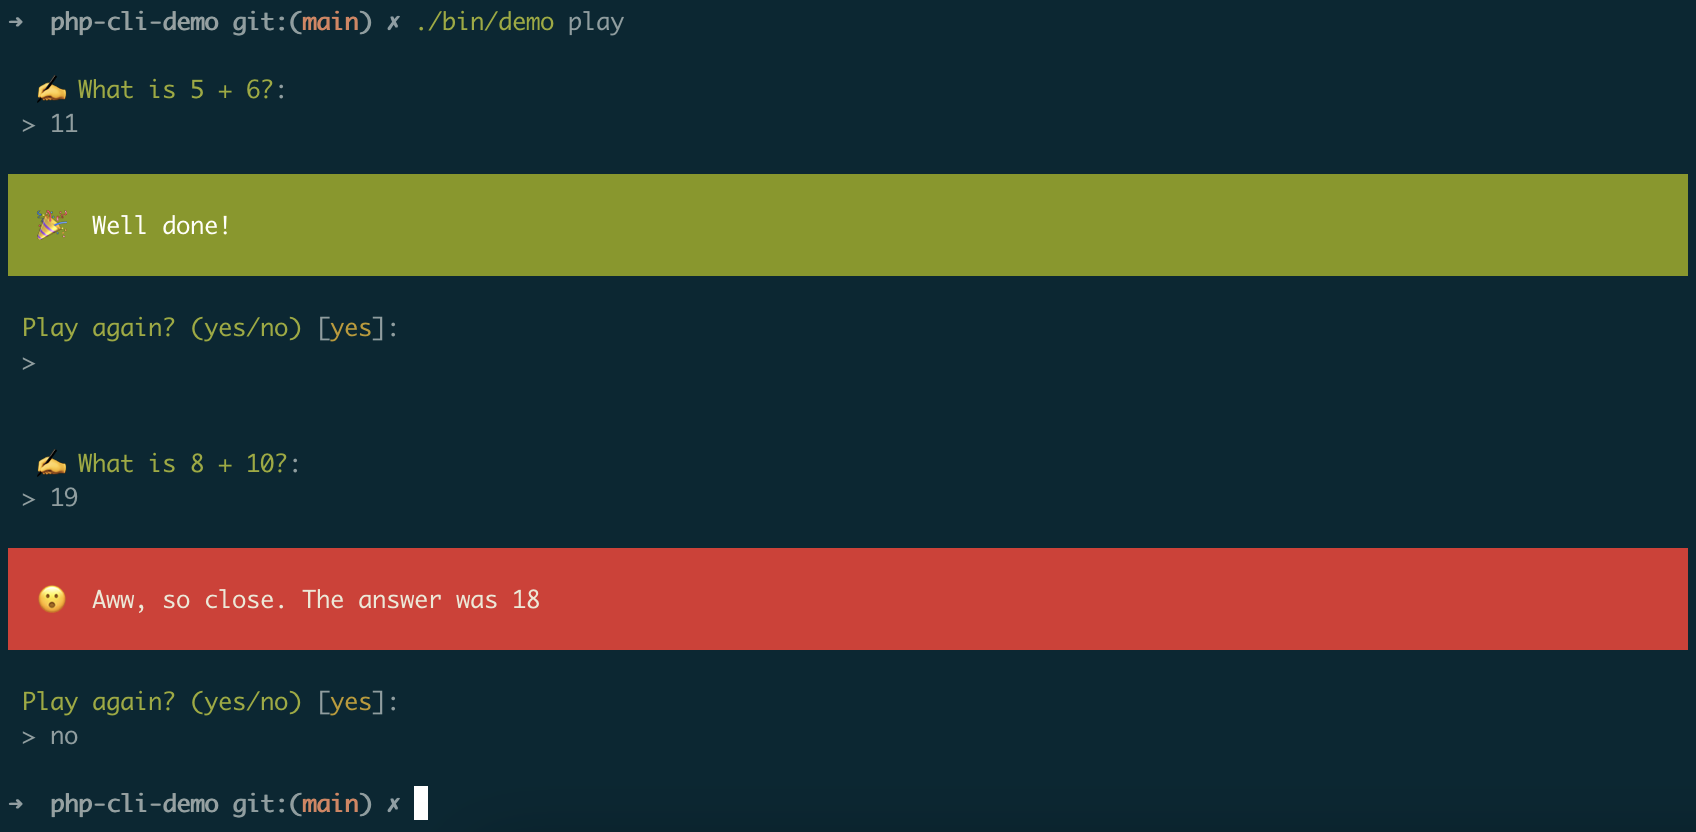 ➜ php-cli-demo git:(main) ✗ ./bin/demo play
✍ What is 5 + 6?:
> 11
🎉 Well done!
Play again? (yes/no) [yes]:
>
✍ What is 8 + 10?:
> 19
😮 Aww, so close. The answer was 18
Play again? (yes/no) [yes]:
> no
➜ php-cli-demo git:(main) ✗